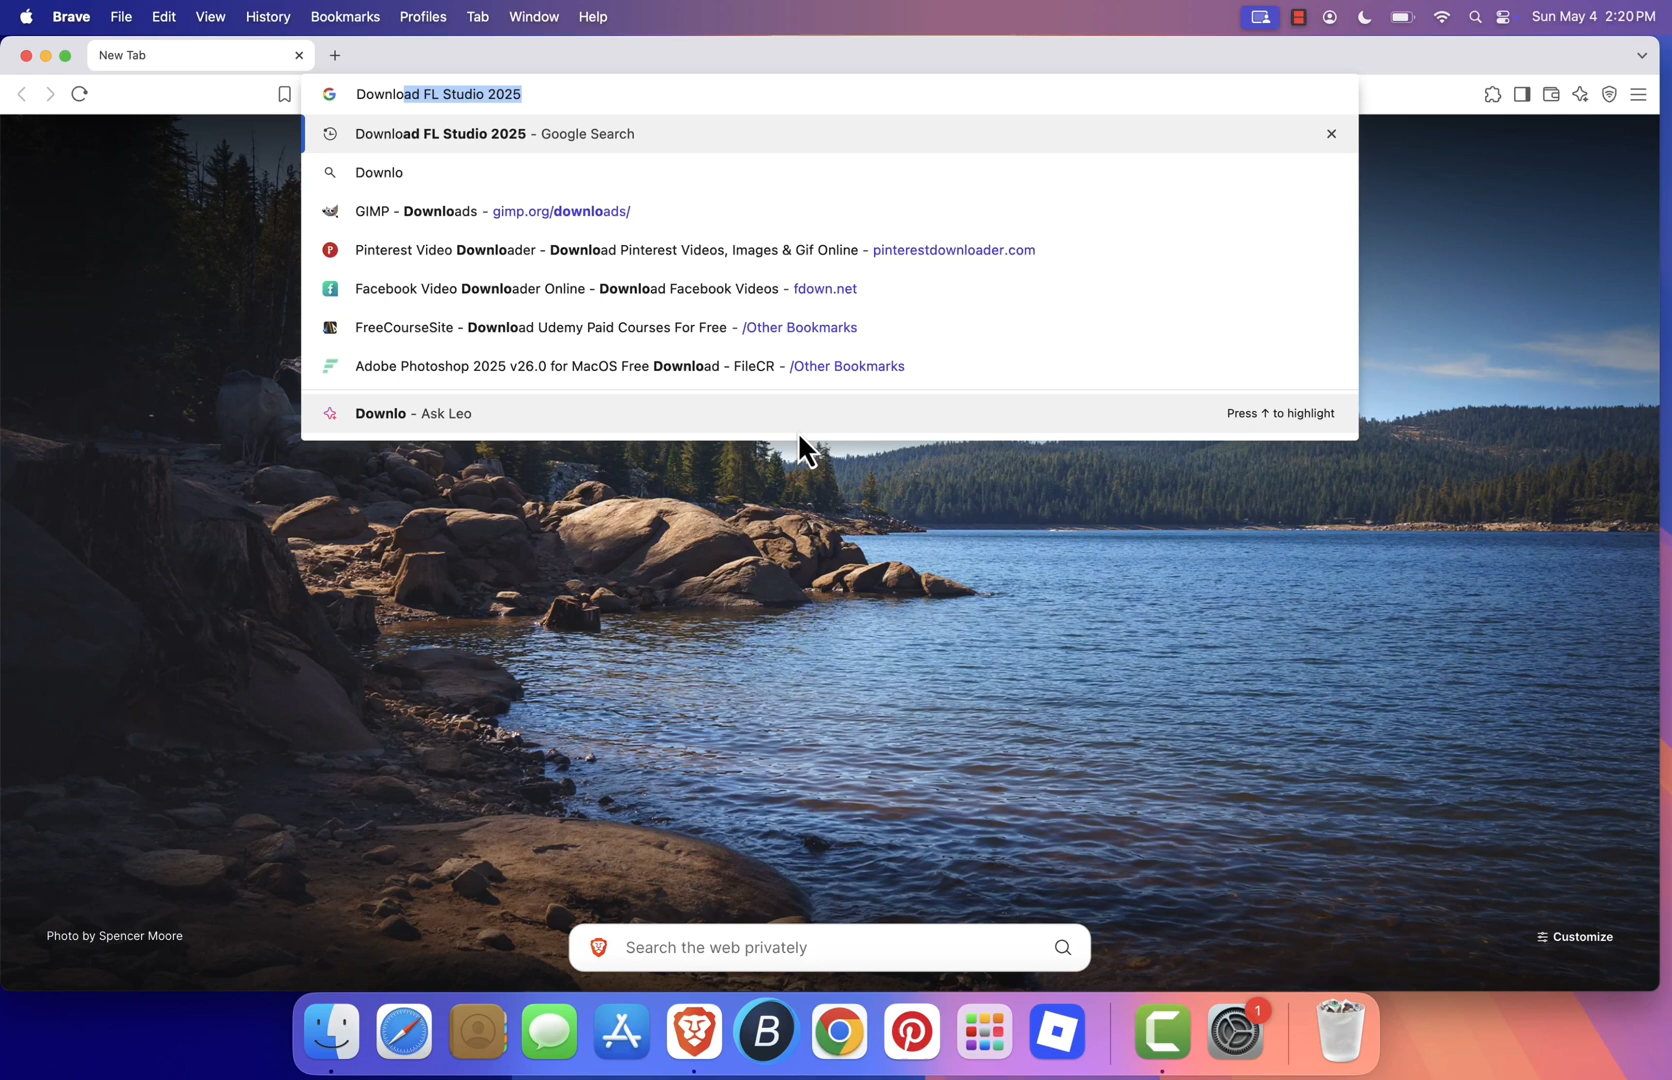 Brave File Edit View History Bookmarks Profiles Tab Window Help Sun May 4 2:20 PM
New Tab
Download FL Studio 2025
Download FL Studio 2025 - Google Search
Downlo
GIMP - Downloads - gimp.org/downloads/
Pinterest Video Downloader - Download Pinterest Videos, Images & Gif Online - pinterestdownloader.com
Facebook Video Downloader Online - Download Facebook Videos - fdown.net
FreeCourseSite - Download Udemy Paid Courses For Free - /Other Bookmarks
Adobe Photoshop 2025 v26.0 for MacOS Free Download - FileCR - /Other Bookmarks
Downlo - Ask Leo Press ↑ to highlight
Photo by Spencer Moore
Search the web privately
Customize
1